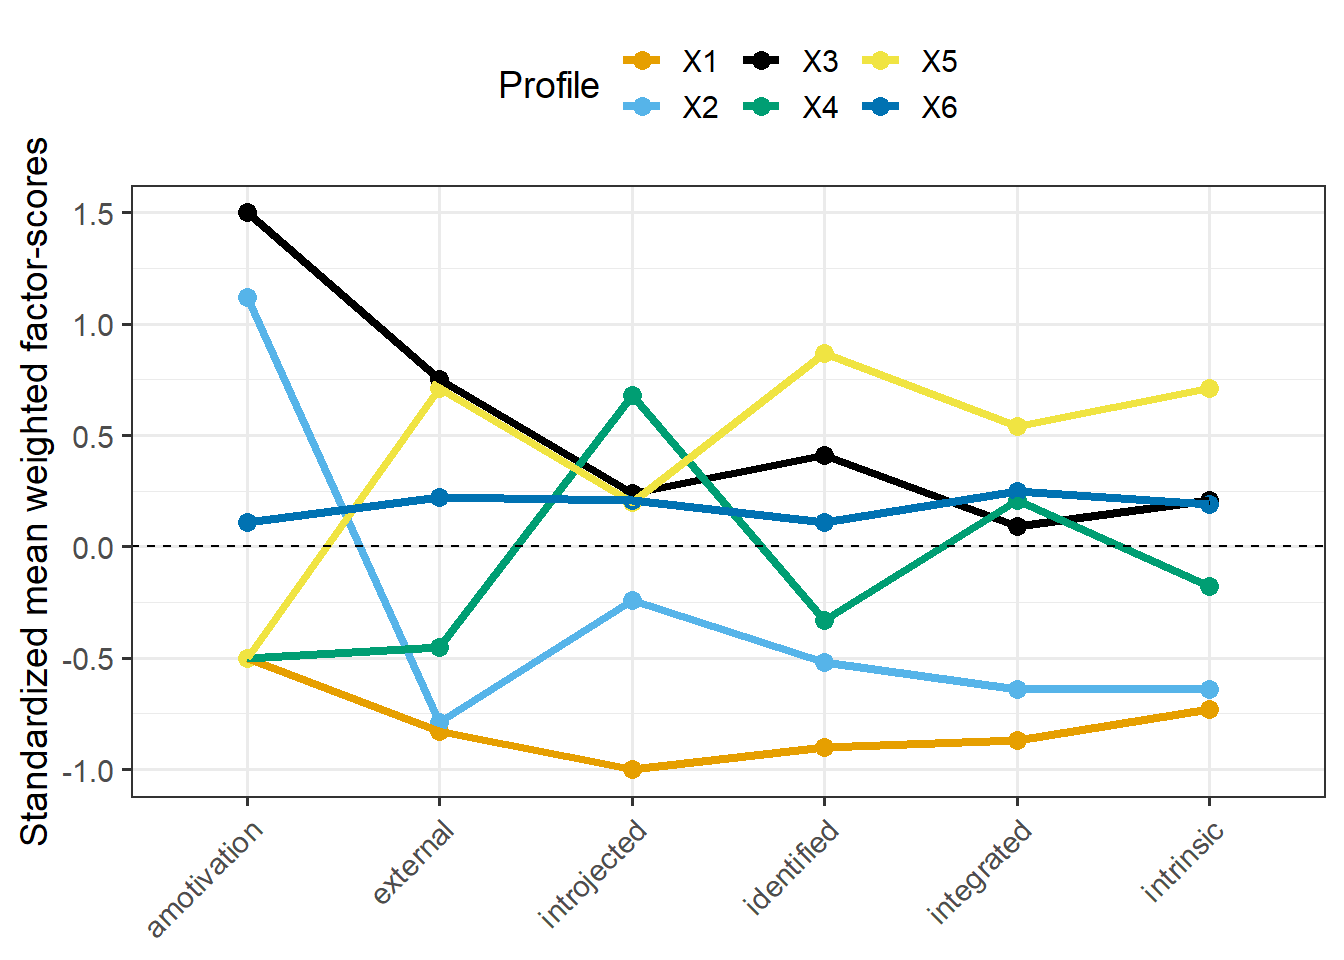 Profile
X1 X3 X5
X2 X4 X6
Standardized mean weighted factor-scores
1.5
1.0
0.5
0.0
-0.5
-1.0
amotivation
external
introjected
identified
integrated
intrinsic